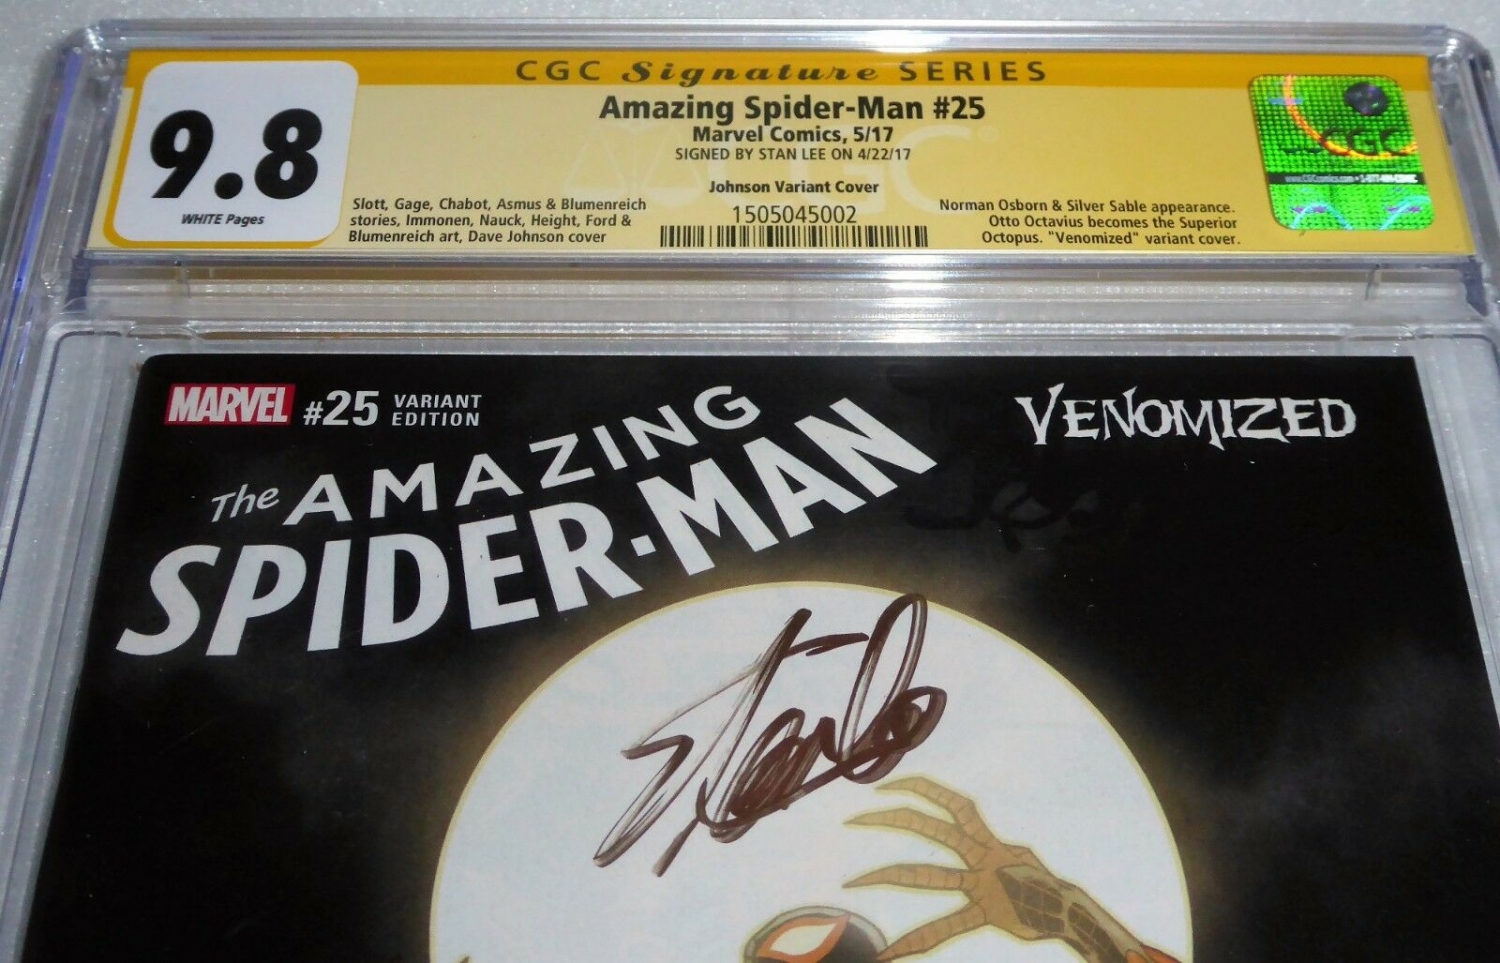 CGC Signature SERIES
9.8
WHITE Pages
Amazing Spider-Man #25
Marvel Comics, 5/17
SIGNED BY STAN LEE ON 4/22/17
Johnson Variant Cover
1505045002
Slott, Gage, Chabot, Asmus & Blumenreich
stories, Immonen, Nauck, Height, Ford &
Blumenreich art, Dave Johnson cover
Norman Osborn & Silver Sable appearance.
Otto Octavius becomes the Superior
Octopus. "Venomized" variant cover.
CGC
MARVEL #25 VARIANT
EDITION
VENOMIZED
The AMAZING
SPIDER-MAN
Stan Lee